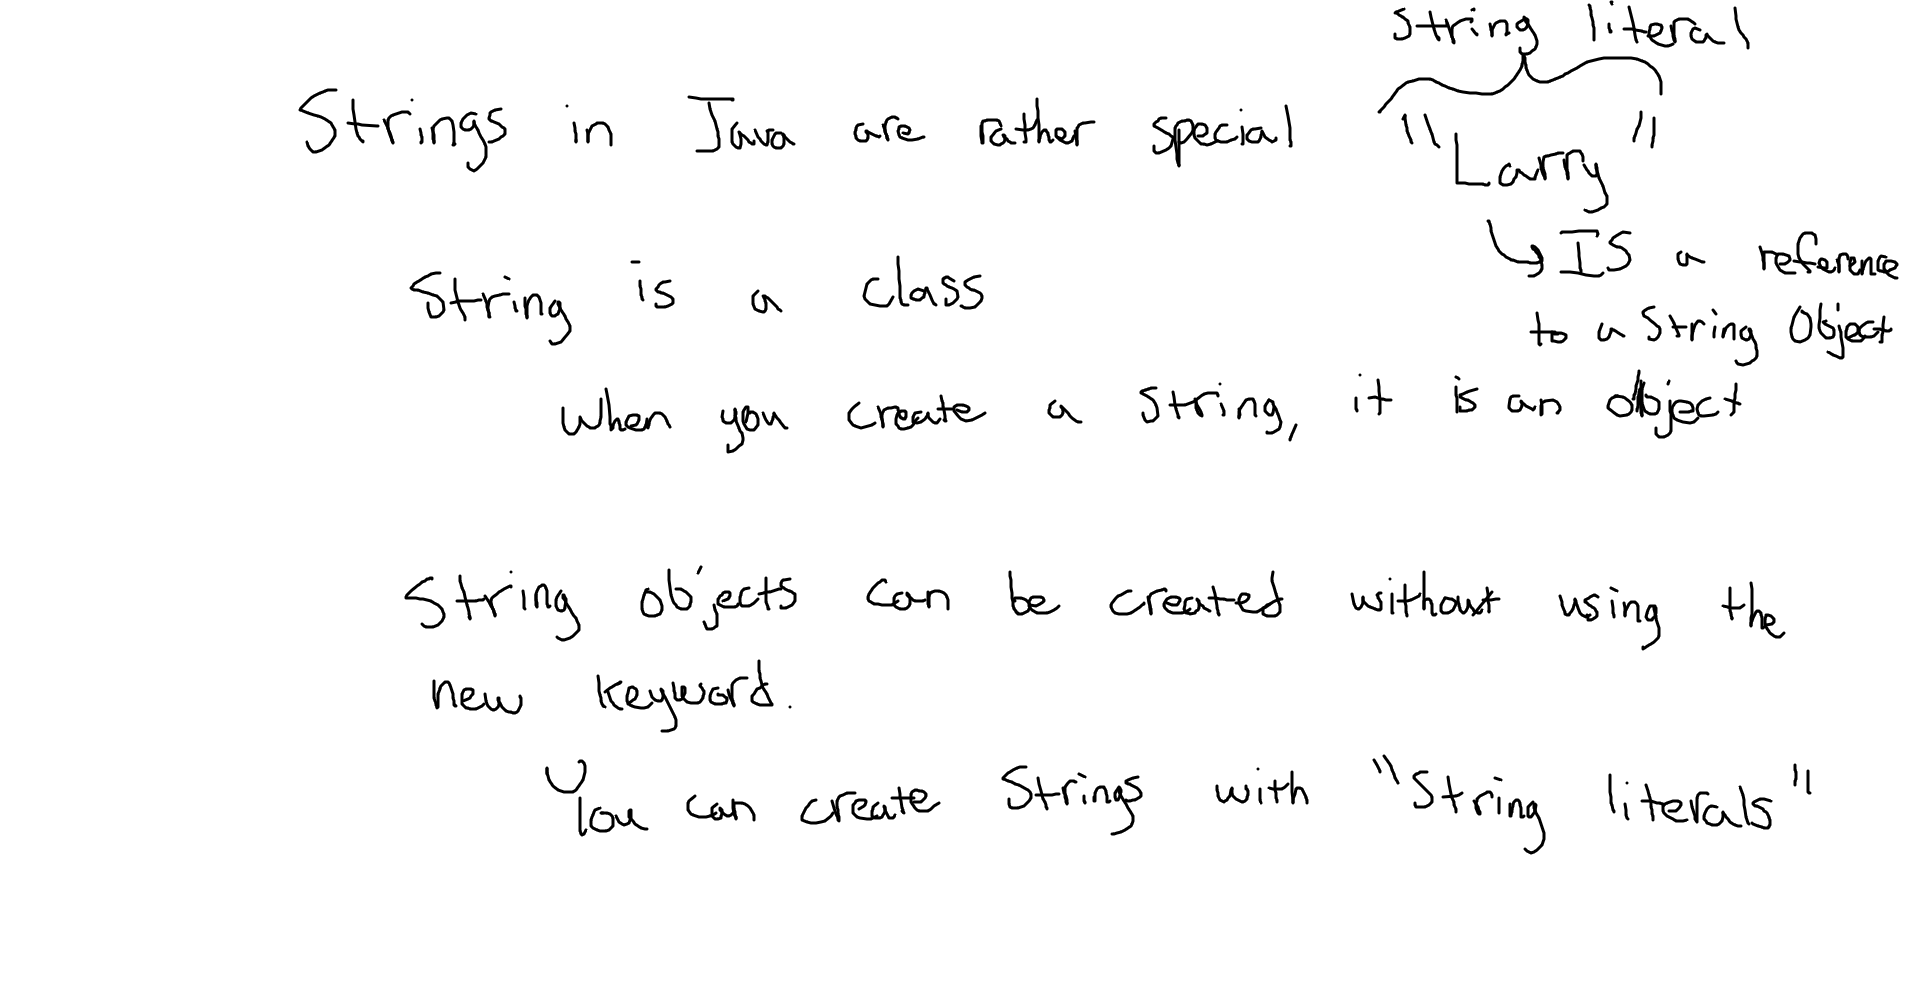 string literal
Strings in Java are rather special "Larry"
IS a reference
String is a class
to a String Object
When you create a string, it is an object
String objects can be created without using the
new keyword.
You can create Strings with "String literals"